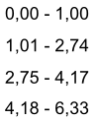 0,00 - 1,00
1,01 - 2,74
2,75 - 4,17
4,18 - 6,33